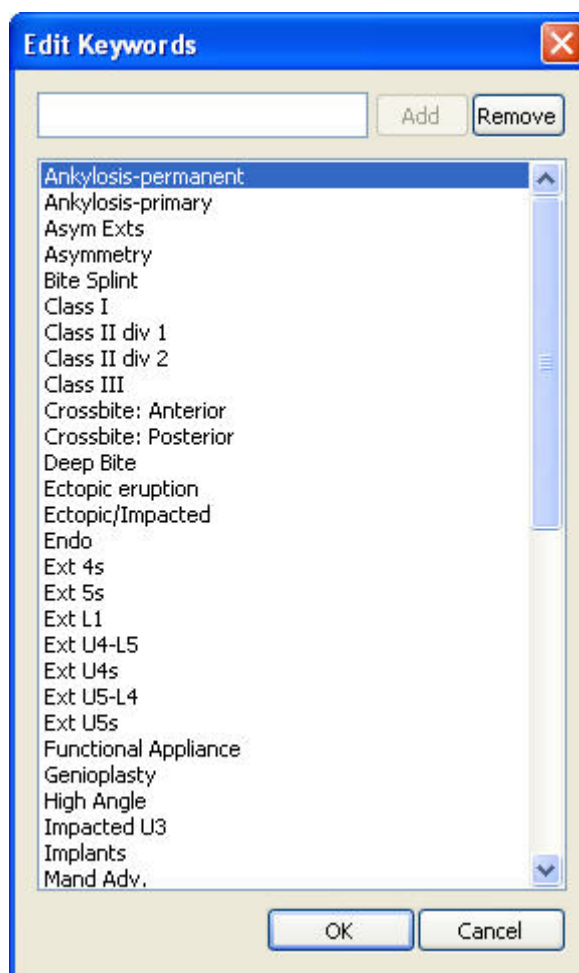 Edit Keywords
Add Remove
Ankylosis-permanent
Ankylosis-primary
Asym Exts
Asymmetry
Bite Splint
Class I
Class II div 1
Class II div 2
Class III
Crossbite: Anterior
Crossbite: Posterior
Deep Bite
Ectopic eruption
Ectopic/Impacted
Endo
Ext 4s
Ext 5s
Ext L1
Ext U4-L5
Ext U4s
Ext U5-L4
Ext U5s
Functional Appliance
Genioplasty
High Angle
Impacted U3
Implants
Mand Adv.
OK Cancel